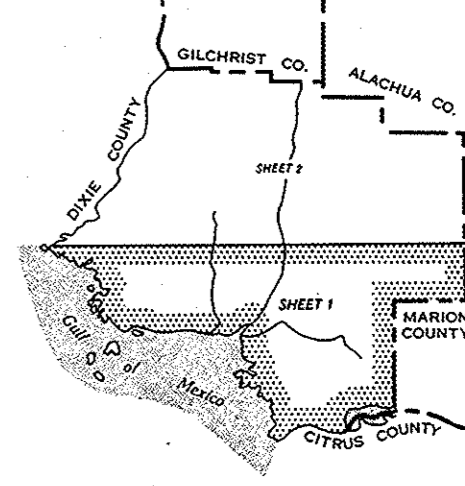 GILCHRIST CO.
ALACHUA CO.
DIXIE COUNTY
SHEET 2
SHEET 1
MARION
COUNTY
Gulf
of
Mexico
CITRUS COUNTY